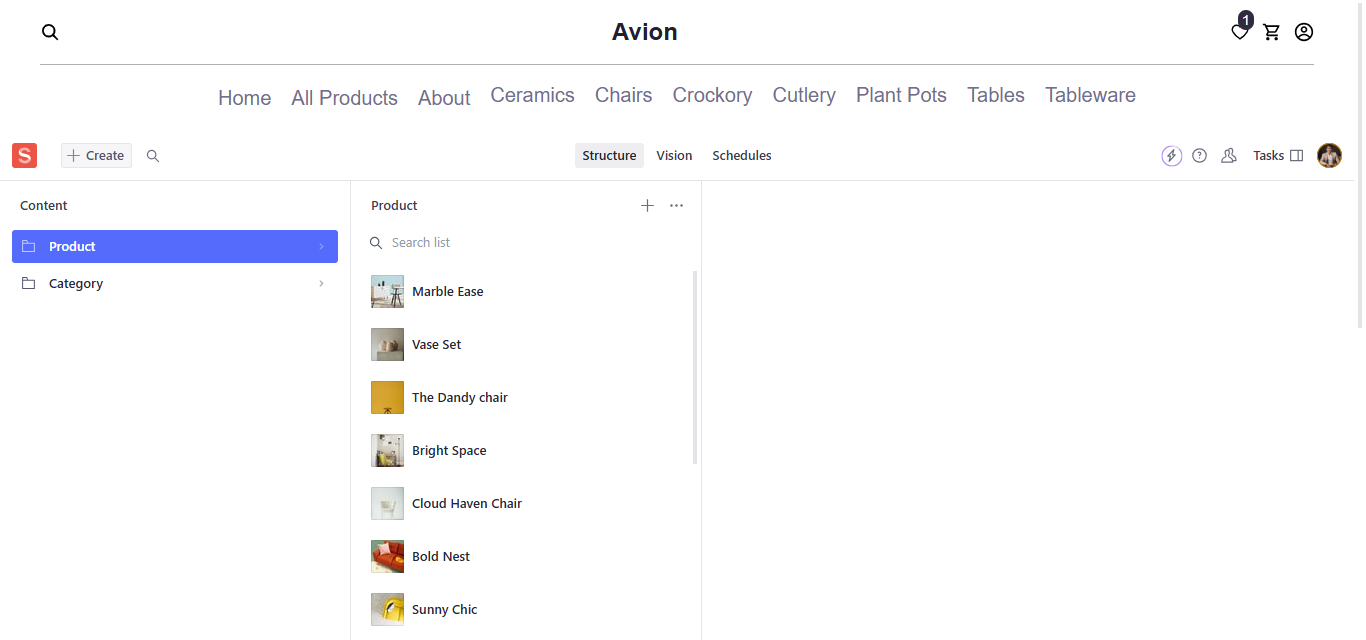 Avion
1
Home All Products About Ceramics Chairs Crockory Cutlery Plant Pots Tables Tableware
S Create Structure Vision Schedules Tasks
Content
Product
Category
Product
Search list
Marble Ease
Vase Set
The Dandy chair
Bright Space
Cloud Haven Chair
Bold Nest
Sunny Chic